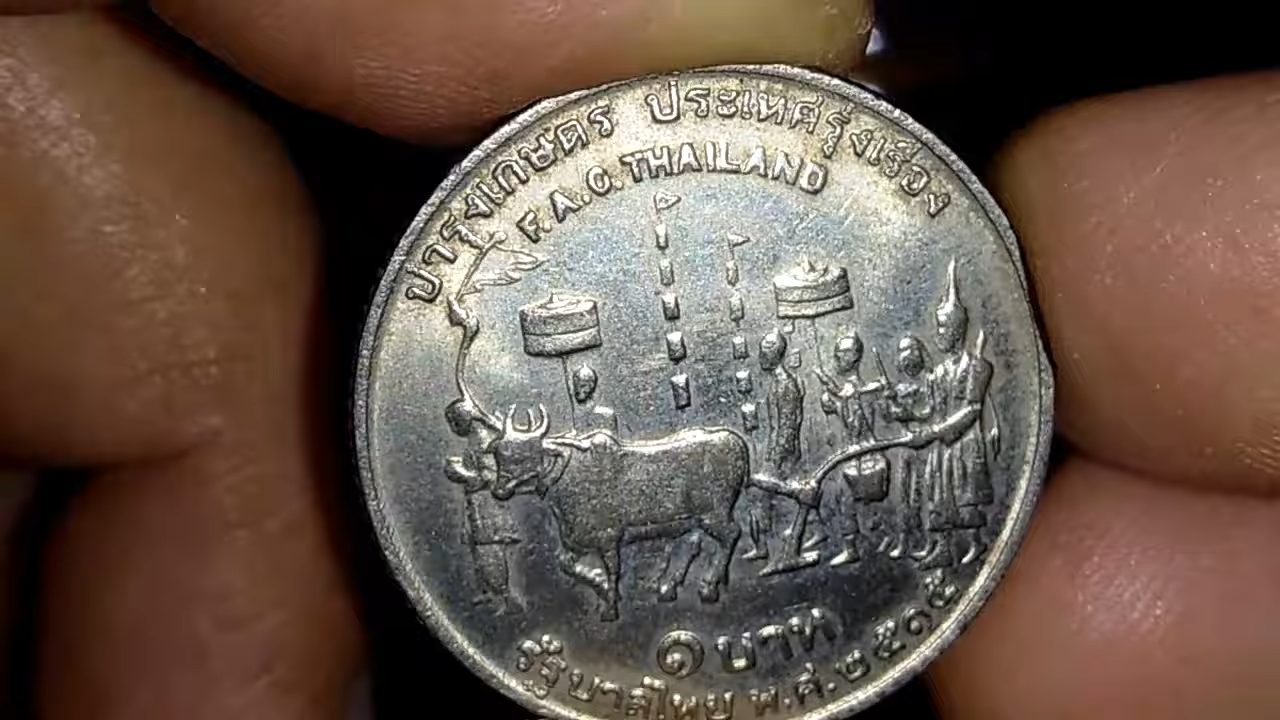 บำรุงเกษตร ประเทศรุ่งเรือง
F.A.O. THAILAND
๑ บาท
รัฐบาลไทย พ.ศ. ๒๕๑๕